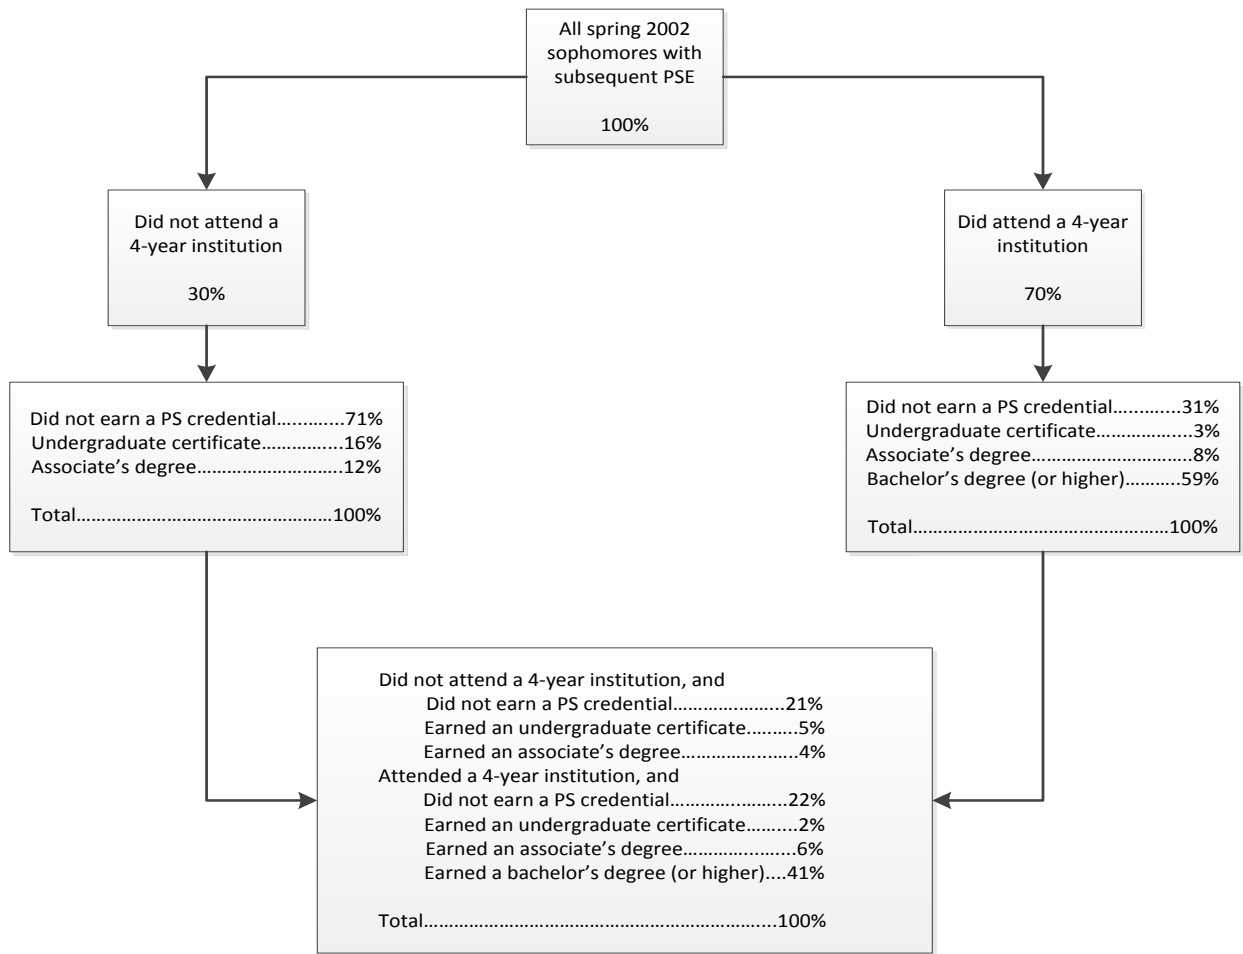 All spring 2002
sophomores with
subsequent PSE
100%
Did not attend a
4-year institution
30%
Did attend a 4-year
institution
70%
Did not earn a PS credential.............71%
Undergraduate certificate................16%
Associate's degree..........................12%
Total..............................................100%
Did not earn a PS credential.............31%
Undergraduate certificate..................3%
Associate's degree............................8%
Bachelor's degree (or higher)...........59%
Total..............................................100%
Did not attend a 4-year institution, and
Did not earn a PS credential....................21%
Earned an undergraduate certificate.........5%
Earned an associate's degree....................4%
Attended a 4-year institution, and
Did not earn a PS credential....................22%
Earned an undergraduate certificate.........2%
Earned an associate's degree....................6%
Earned a bachelor's degree (or higher)....41%
Total..............................................................100%